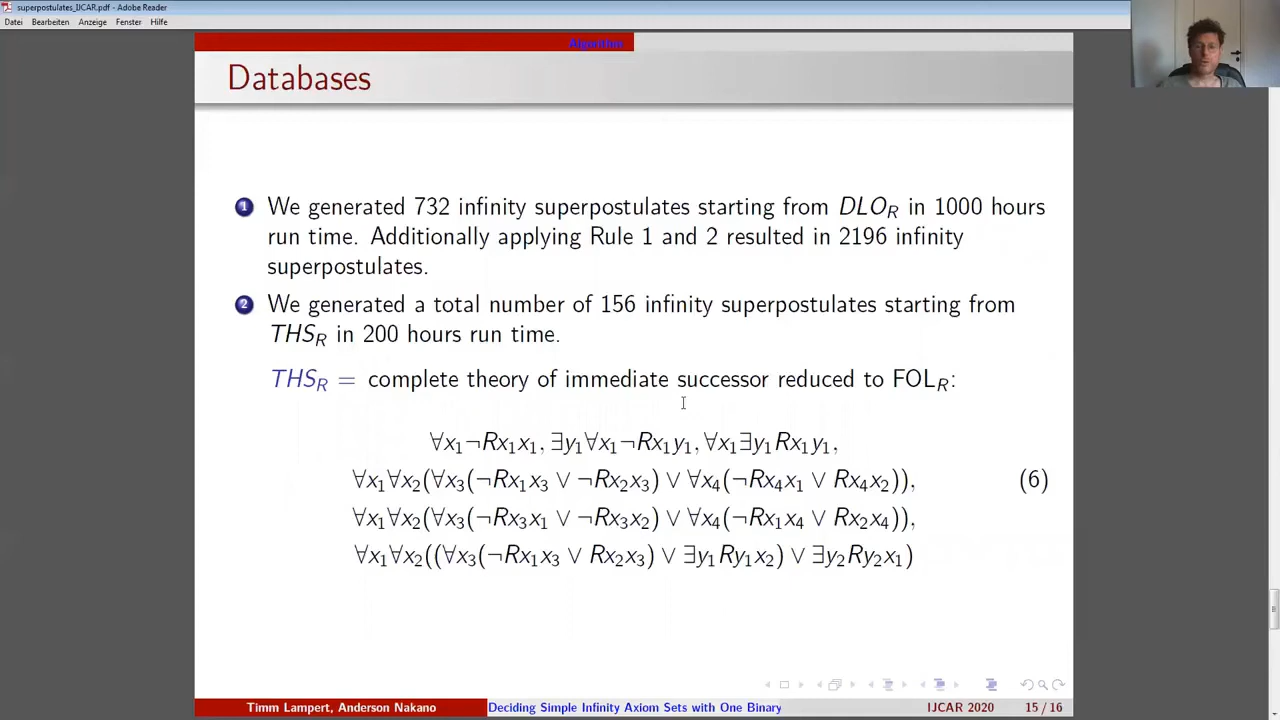 superpostulates_IJCAR.pdf - Adobe Reader
Datei Bearbeiten Anzeige Fenster Hilfe
Algorithm
Databases
1 We generated 732 infinity superpostulates starting from DLO_R in 1000 hours
run time. Additionally applying Rule 1 and 2 resulted in 2196 infinity
superpostulates.
2 We generated a total number of 156 infinity superpostulates starting from
THS_R in 200 hours run time.
THS_R = complete theory of immediate successor reduced to FOL_R:
∀x₁¬Rx₁x₁, ∃y₁∀x₁¬Rx₁y₁, ∀x₁∃y₁Rx₁y₁,
∀x₁∀x₂(∀x₃(¬Rx₁x₃ ∨ ¬Rx₂x₃) ∨ ∀x₄(¬Rx₄x₁ ∨ Rx₄x₂)), (6)
∀x₁∀x₂(∀x₃(¬Rx₃x₁ ∨ ¬Rx₃x₂) ∨ ∀x₄(¬Rx₁x₄ ∨ Rx₂x₄)),
∀x₁∀x₂((∀x₃(¬Rx₁x₃ ∨ Rx₂x₃) ∨ ∃y₁Ry₁x₂) ∨ ∃y₂Ry₂x₁)
Timm Lampert, Anderson Nakano Deciding Simple Infinity Axiom Sets with One Binary IJCAR 2020 15 / 16